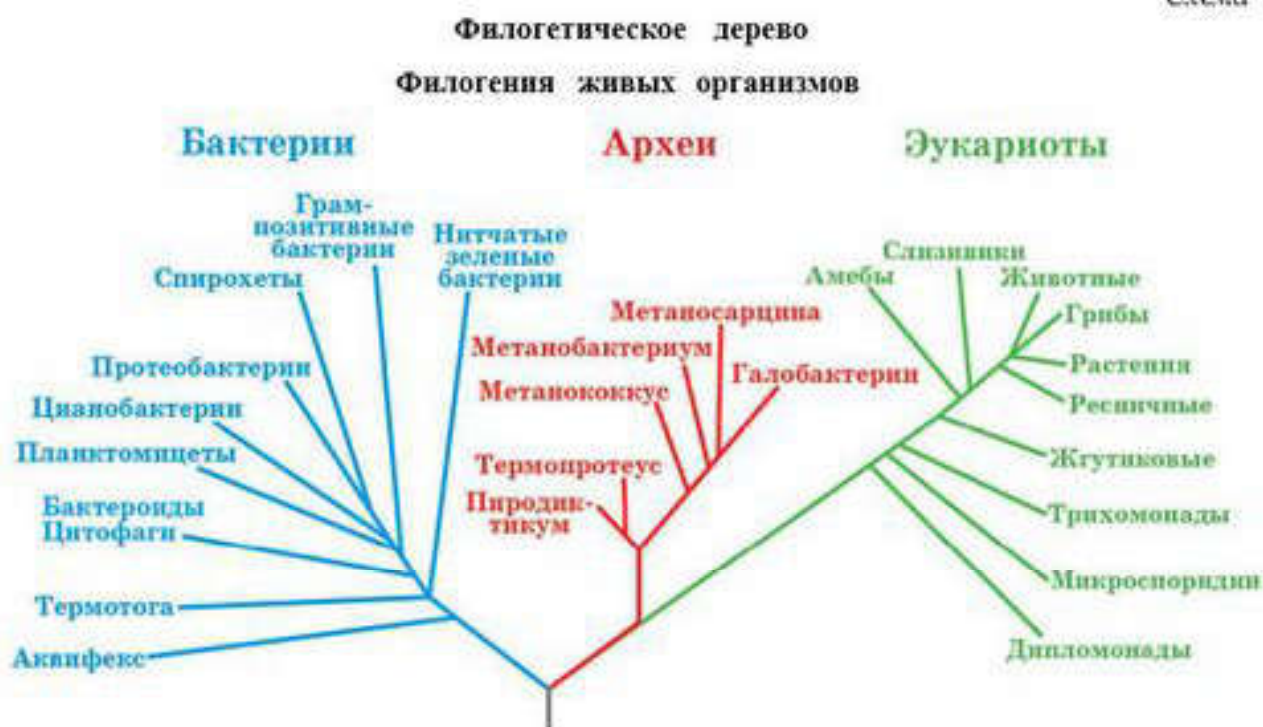 Филогетическое дерево
Филогения живых организмов
Бактерии
Археи
Эукариоты
Грам-
позитивные
бактерии
Нитчатые
зеленые
бактерии
Спирохеты
Протеобактерии
Цианобактерии
Планктомицеты
Бактероиды
Цитофаги
Термотога
Аквифекс
Метаносарцина
Метанобактериум
Галобактерии
Метанококкус
Термопротеус
Пиродик-
тикум
Слизивики
Амебы
Животные
Грибы
Растения
Ресничные
Жгутиковые
Трихомонады
Микроспоридии
Дипломонады